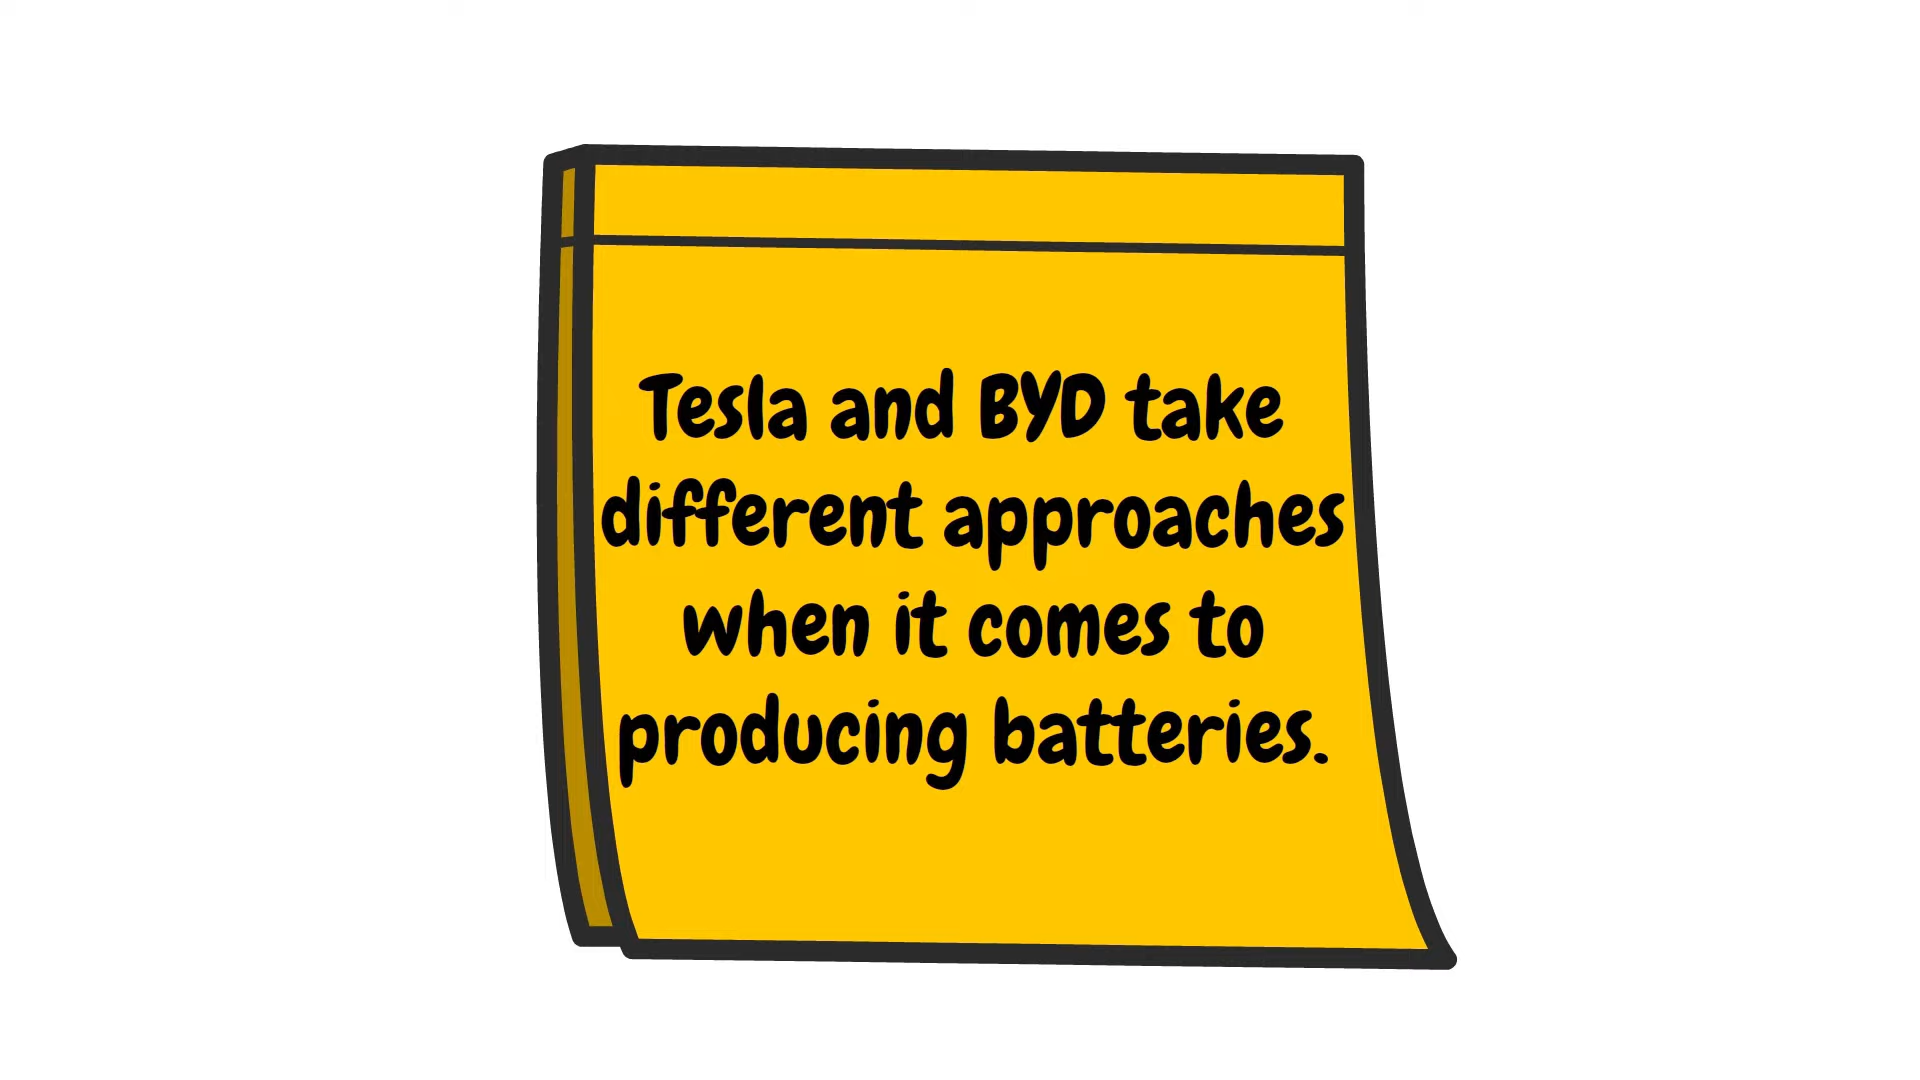 Tesla and BYD take
different approaches
when it comes to
producing batteries.